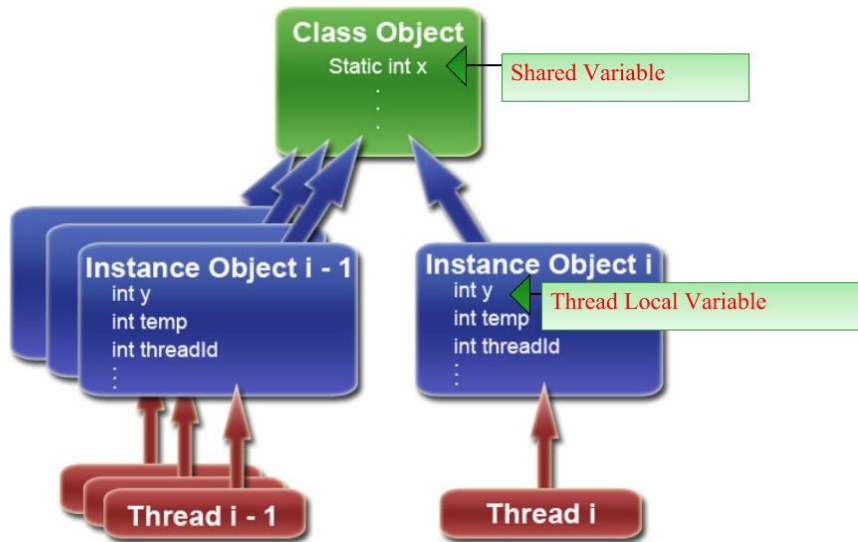 Class Object
Static int x
.
.
.
Shared Variable
Instance Object i - 1
int y
int temp
int threadId
.
.
.
Instance Object i
int y
int temp
int threadId
.
.
.
Thread Local Variable
Thread i - 1
Thread i